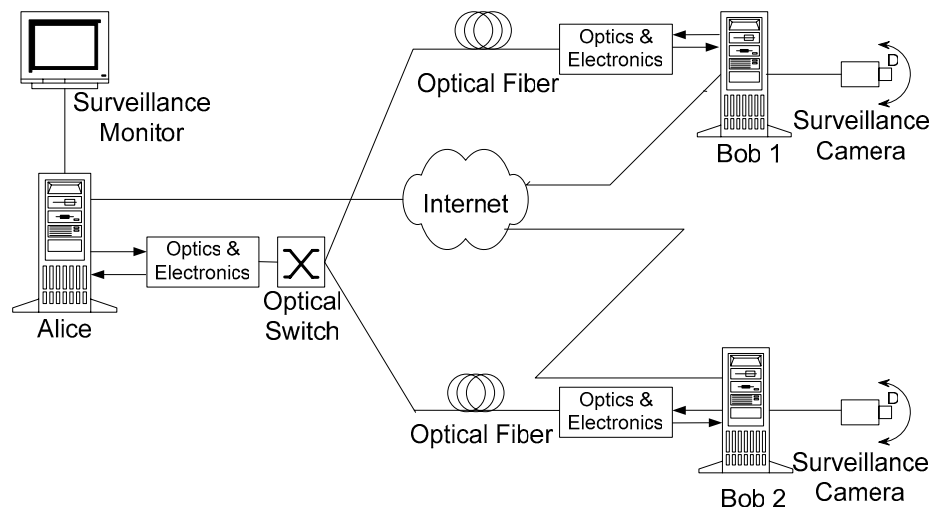 Optics &
Electronics
Optical Fiber
D
Surveillance
Camera
Bob 1
Surveillance
Monitor
Internet
Optics &
Electronics
Optical
Switch
Alice
Optics &
Electronics
Optical Fiber
D
Surveillance
Camera
Bob 2